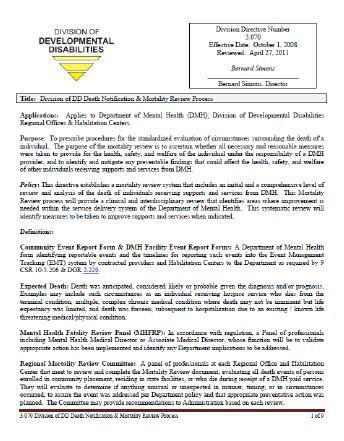 DIVISION OF
DEVELOPMENTAL
DISABILITIES
Division Directive Number
3.070
Effective Date: October 1, 2008
Reviewed: April 27, 2011
Bernard Simons
Bernard Simons, Director
Title: Division of DD Death Notification & Mortality Review Process
Applications: Applies to Department of Mental Health (DMH), Division of Developmental Disabilities
Regional Offices & Habilitation Centers.
Purpose: To prescribe procedures for the standardized evaluation of circumstances surrounding the death of a
individual. The purpose of the mortality review is to ascertain whether all necessary and reasonable measures
were taken to provide for the health, safety, and welfare of the individual under the responsibility of a DMH
provider, and to identify and mitigate any preventable findings that could affect the health, safety, and welfare
of other individuals receiving supports and services from DMH.
Policy: This directive establishes a mortality review system that includes an initial and a comprehensive level of
review and analysis of the death of individuals receiving supports and services from DMH. This Mortality
Review process will provide a clinical and interdisciplinary review that identifies areas where improvement is
needed within the service delivery system of the Department of Mental Health. This systematic review will
identify measures to be taken to improve supports and services when indicated.
Definitions:
Community Event Report Form & DMH Facility Event Report Forms: A Department of Mental Health
form identifying reportable events and the timelines for reporting such events into the Event Management
Tracking (EMT) system by contracted providers and Habilitation Centers to the Department as required by 9
CSR 10-5.206 & DOR 2.220.
Expected Death: Death was anticipated, considered likely or probable given the diagnosis and/or prognosis.
Examples may include such circumstances as an individual receiving hospice service who dies from the
terminal condition; multiple, complex chronic medical conditions where death may not be imminent but life
expectancy was limited, and death was foreseen; subsequent to hospitalization due to an existing / known life
threatening medical/physical condition.
Mental Health Fatality Review Panel (MHFRP): In accordance with regulation, a Panel of professionals
including Mental Health Medical Director or Associate Medical Director, whose function will be to validate
appropriate action has been implemented and identify any Department implications to be addressed.
Regional Mortality Review Committee: A panel of professionals at each Regional Office and Habilitation
Center that meet to review and complete the Mortality Review document, evaluating all death events of persons
enrolled in community placement, residing in state facilities, or who die during receipt of a DMH paid service.
They will evaluate to determine if anything unusual or unexpected in manner, timing, or in circumstances
occurred, to assure the event was addressed per Department policy and that appropriate preventative action was
planned. The Committee may provide recommendations to Administration based on each review.
3.070 Division of DD Death Notification & Mortality Review Process
1 of 9